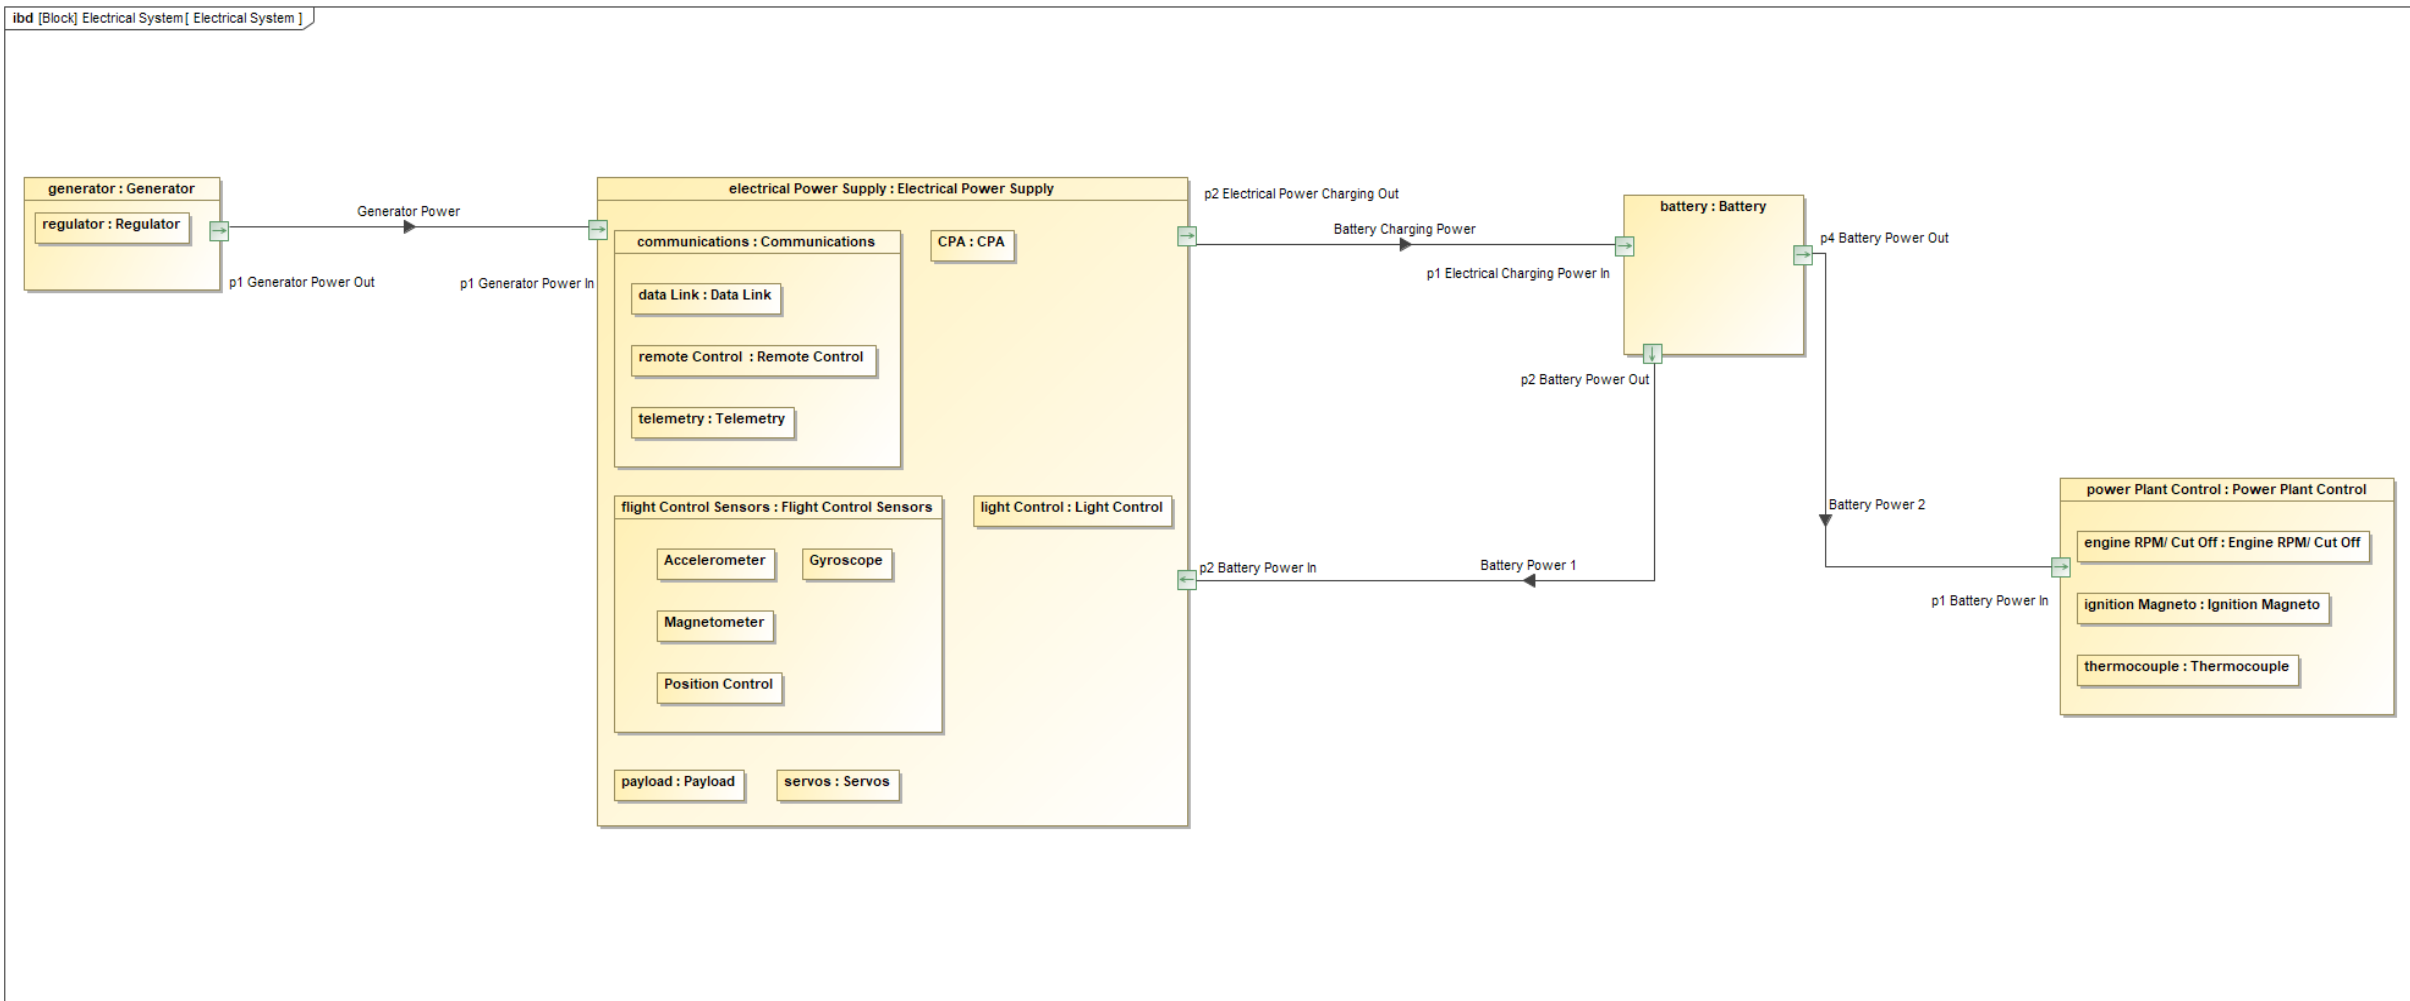 ibd [Block] Electrical System[ Electrical System ]
generator : Generator
regulator : Regulator
p1 Generator Power Out
Generator Power
p1 Generator Power In
electrical Power Supply : Electrical Power Supply
communications : Communications
data Link : Data Link
remote Control  : Remote Control
telemetry : Telemetry
CPA : CPA
flight Control Sensors : Flight Control Sensors
Accelerometer
Gyroscope
Magnetometer
Position Control
light Control : Light Control
payload : Payload
servos : Servos
p2 Electrical Power Charging Out
Battery Charging Power
p1 Electrical Charging Power In
battery : Battery
p4 Battery Power Out
p2 Battery Power Out
p2 Battery Power In
Battery Power 1
Battery Power 2
p1 Battery Power In
power Plant Control : Power Plant Control
engine RPM/ Cut Off : Engine RPM/ Cut Off
ignition Magneto : Ignition Magneto
thermocouple : Thermocouple